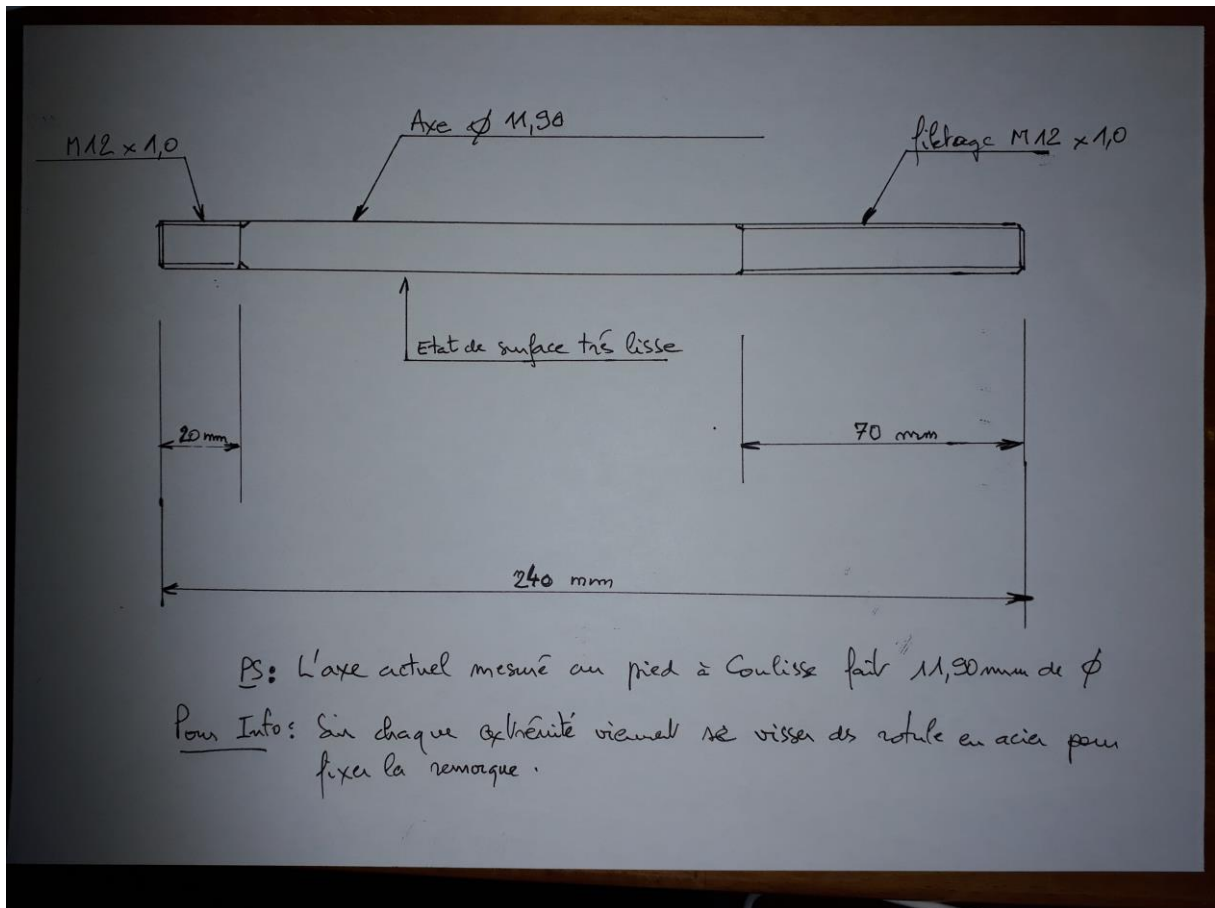 M12 x 1,0
Axe ϕ 11,90
filetage M12 x 1,0
Etat de surface trés lisse
20 mm
70 mm
240 mm
PS: L'axe actuel mesuré au pied à Coulisse fait 11,90 mm de ϕ
Pour Info: Sur chaque extrémité viennent se visser ds rotule en acier pour
fixer la remorque.